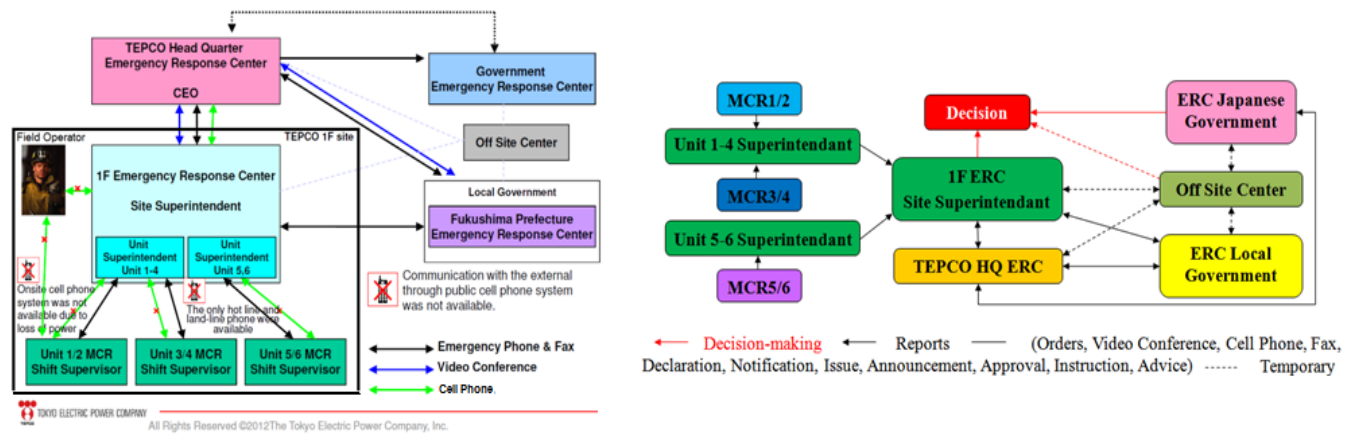 TEPCO Head Quarter
Emergency Response Center
CEO
Government
Emergency Response Center
Field Operator
TEPCO 1F site
Off Site Center
1F Emergency Response Center
Site Superintendent
Local Government
Fukushima Prefecture
Emergency Response Center
Unit
Superintendent
Unit 1-4
Unit
Superintendent
Unit 5,6
Onsite cell phone
system was not
available due to
loss of power
The only hot line and
land-line phone were
available
Communication with the external
through public cell phone system
was not available.
Unit 1/2 MCR
Shift Supervisor
Unit 3/4 MCR
Shift Supervisor
Unit 5/6 MCR
Shift Supervisor
Emergency Phone & Fax
Video Conference
Cell Phone
TEPCO
TOKYO ELECTRIC POWER COMPANY
All Rights Reserved ©2012The Tokyo Electric Power Company, Inc.
MCR1/2
Unit 1-4 Superintendant
MCR3/4
Unit 5-6 Superintendant
MCR5/6
Decision
1F ERC
Site Superintendant
TEPCO HQ ERC
ERC Japanese
Government
Off Site Center
ERC Local
Government
Decision-making Reports (Orders, Video Conference, Cell Phone, Fax,
Declaration, Notification, Issue, Announcement, Approval, Instruction, Advice) Temporary